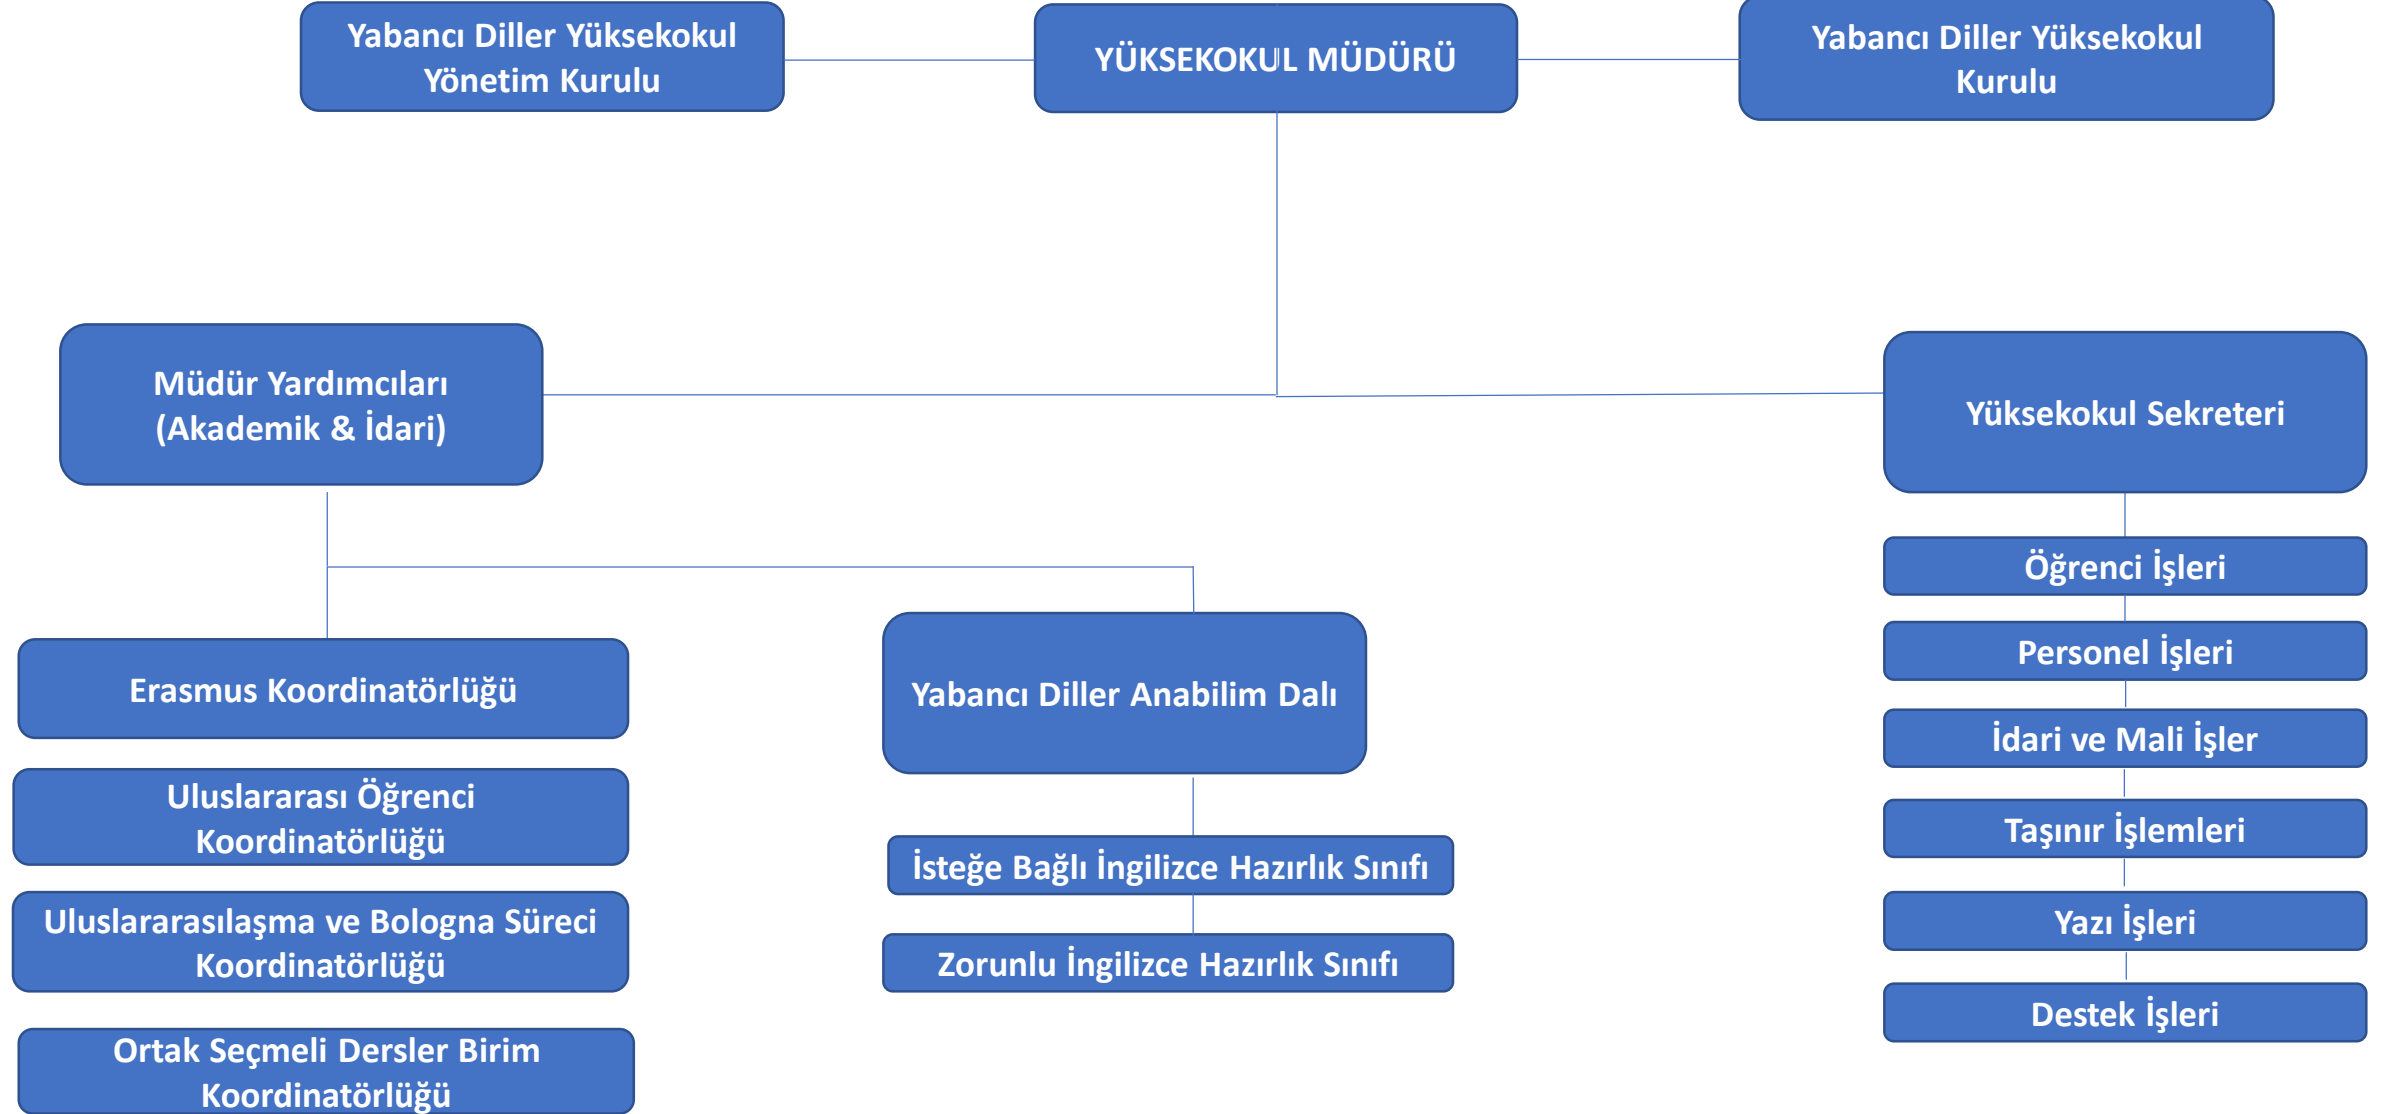 Yabancı Diller Yüksekokul
Yönetim Kurulu
YÜKSEKOKUL MÜDÜRÜ
Yabancı Diller Yüksekokul
Kurulu
Müdür Yardımcıları
(Akademik & İdari)
Yüksekokul Sekreteri
Erasmus Koordinatörlüğü
Uluslararası Öğrenci
Koordinatörlüğü
Uluslararasılaşma ve Bologna Süreci
Koordinatörlüğü
Ortak Seçmeli Dersler Birim
Koordinatörlüğü
Yabancı Diller Anabilim Dalı
İsteğe Bağlı İngilizce Hazırlık Sınıfı
Zorunlu İngilizce Hazırlık Sınıfı
Öğrenci İşleri
Personel İşleri
İdari ve Mali İşler
Taşınır İşlemleri
Yazı İşleri
Destek İşleri